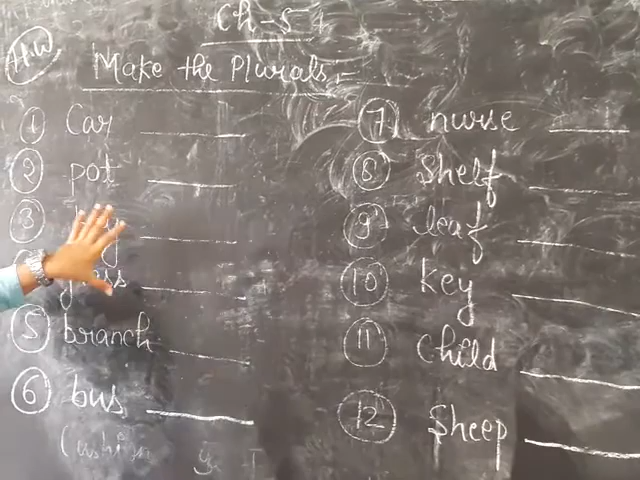 Ch-5
H.W
Make the Plurals,-
1 Car
2 pot
3
5 branch
6 bus
7 nurse
8 Shelf
9 leaf
10 key
11 Child
12 Sheep